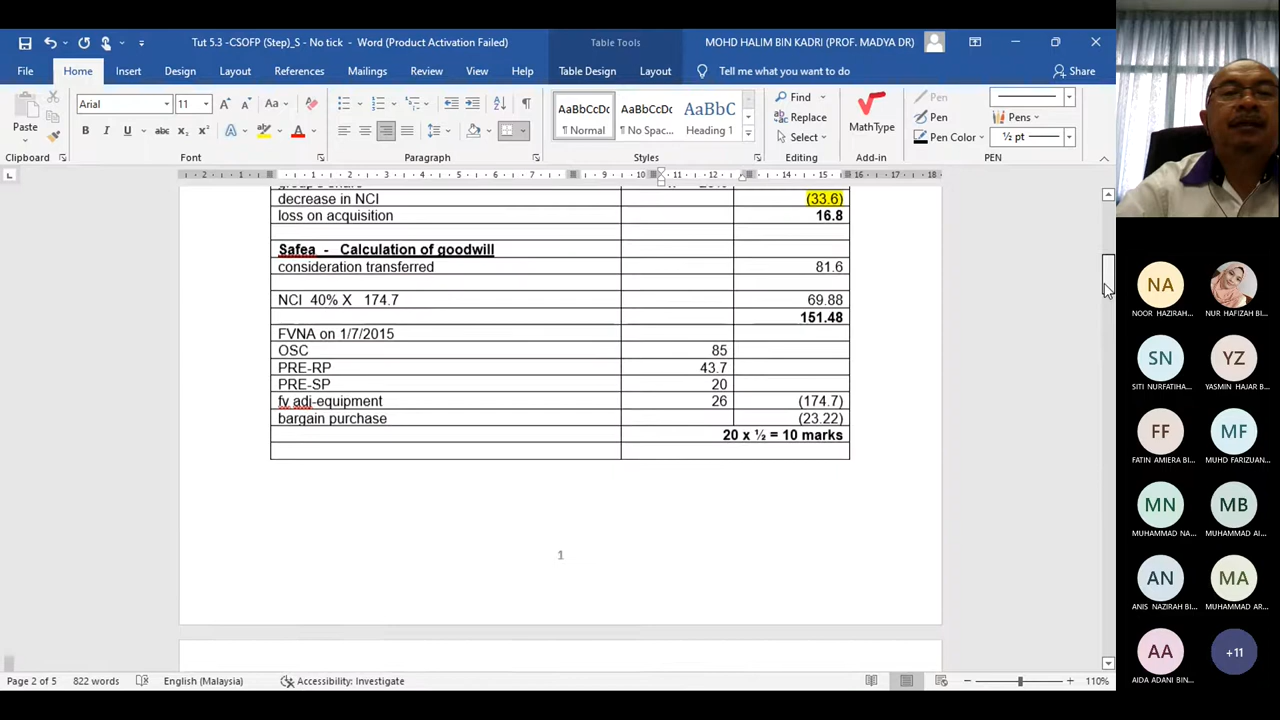 Tut 5.3 -CSOFP (Step)_S - No tick - Word (Product Activation Failed)
Table Tools
MOHD HALIM BIN KADRI (PROF. MADYA DR)
File Home Insert Design Layout References Mailings Review View Help Table Design Layout Tell me what you want to do Share
Paste
Arial 11
AaBbCcDc AaBbCcDc AaBbC
¶ Normal ¶ No Spac... Heading 1
Find
Replace
Select
MathType
Pen
Pen
Pen Color
Pens
½ pt
Clipboard Font Paragraph Styles Editing Add-in PEN
decrease in NCI (33.6)
loss on acquisition 16.8
Safea - Calculation of goodwill
consideration transferred 81.6
NCI 40% X 174.7 69.88
151.48
FVNA on 1/7/2015
OSC 85
PRE-RP 43.7
PRE-SP 20
fv adj-equipment 26 (174.7)
bargain purchase (23.22)
20 x ½ = 10 marks
1
Page 2 of 5 822 words English (Malaysia) Accessibility: Investigate 110%
NA
NOOR HAZIRAH...
NUR HAFIZAH BI...
SN YZ
SITI NURFATIHA... YASMIN HAJAR B...
FF MF
FATIN AMIERA BI... MUHD FARIZUAN...
MN MB
MUHAMMAD NA... MUHAMMAD AI...
AN MA
ANIS NAZIRAH BI... MUHAMMAD AR...
AA +11
AIDA ADANI BIN...